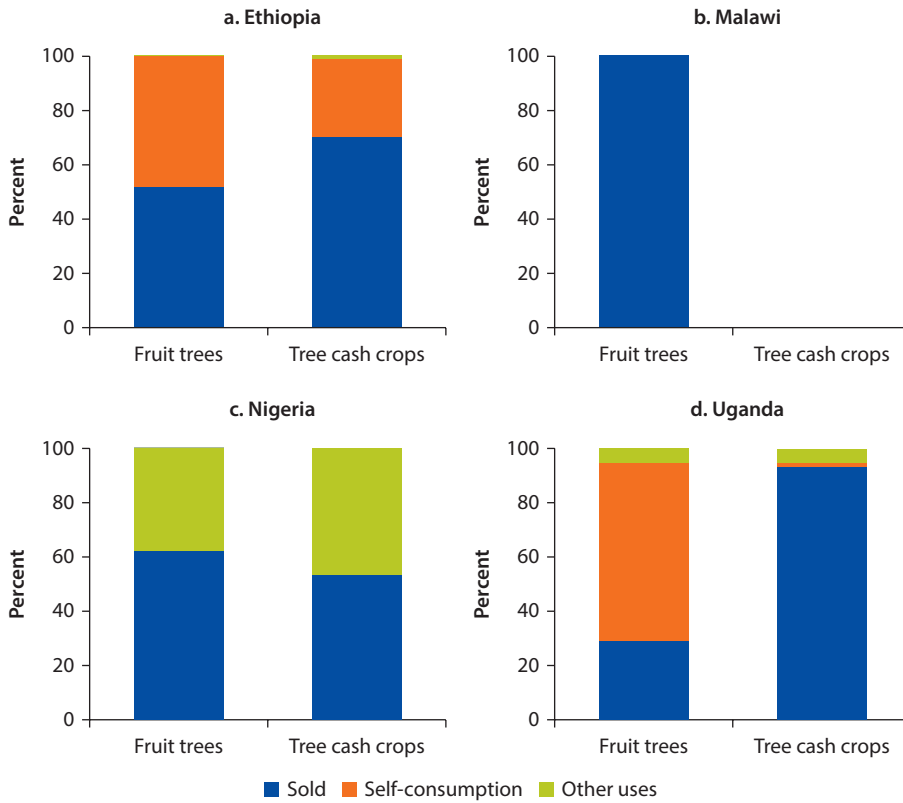 a. Ethiopia
Percent
100
80
60
40
20
0
Fruit trees Tree cash crops
b. Malawi
Percent
100
80
60
40
20
0
Fruit trees Tree cash crops
c. Nigeria
Percent
100
80
60
40
20
0
Fruit trees Tree cash crops
d. Uganda
Percent
100
80
60
40
20
0
Fruit trees Tree cash crops
Sold Self-consumption Other uses